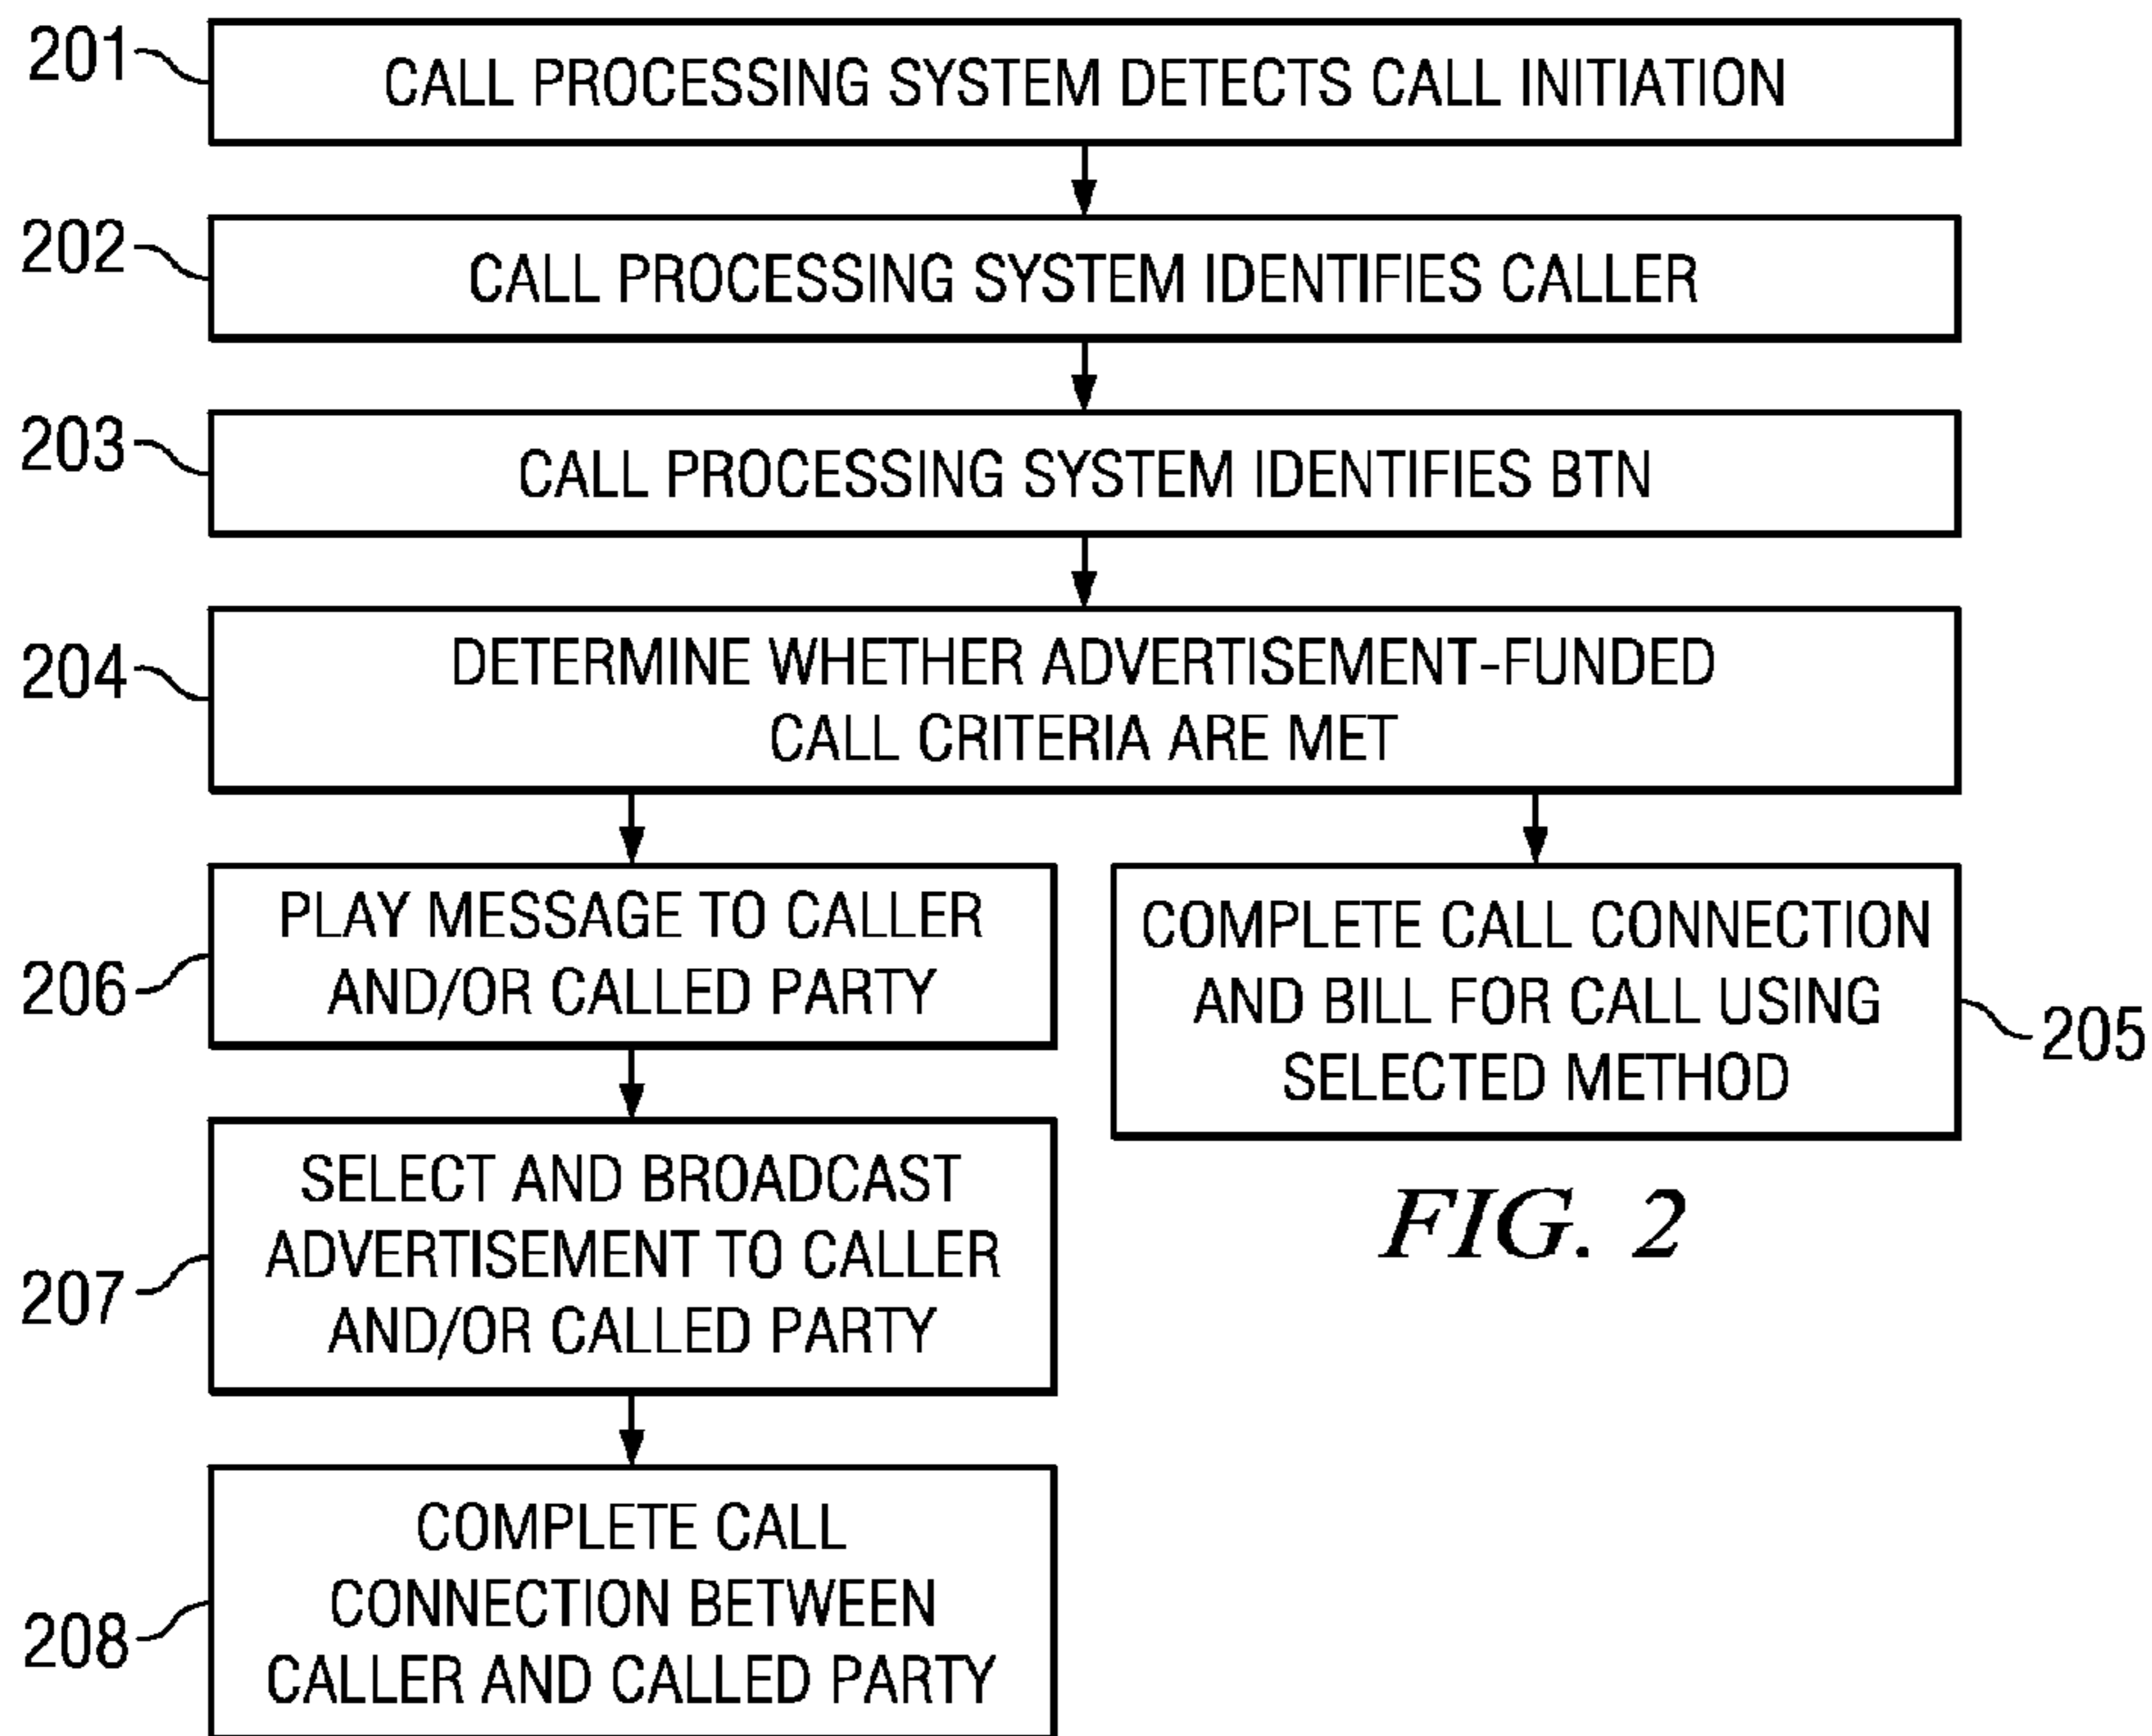 201
CALL PROCESSING SYSTEM DETECTS CALL INITIATION
202
CALL PROCESSING SYSTEM IDENTIFIES CALLER
203
CALL PROCESSING SYSTEM IDENTIFIES BTN
204
DETERMINE WHETHER ADVERTISEMENT-FUNDED
CALL CRITERIA ARE MET
206
PLAY MESSAGE TO CALLER
AND/OR CALLED PARTY
COMPLETE CALL CONNECTION
AND BILL FOR CALL USING
SELECTED METHOD
205
207
SELECT AND BROADCAST
ADVERTISEMENT TO CALLER
AND/OR CALLED PARTY
FIG. 2
208
COMPLETE CALL
CONNECTION BETWEEN
CALLER AND CALLED PARTY